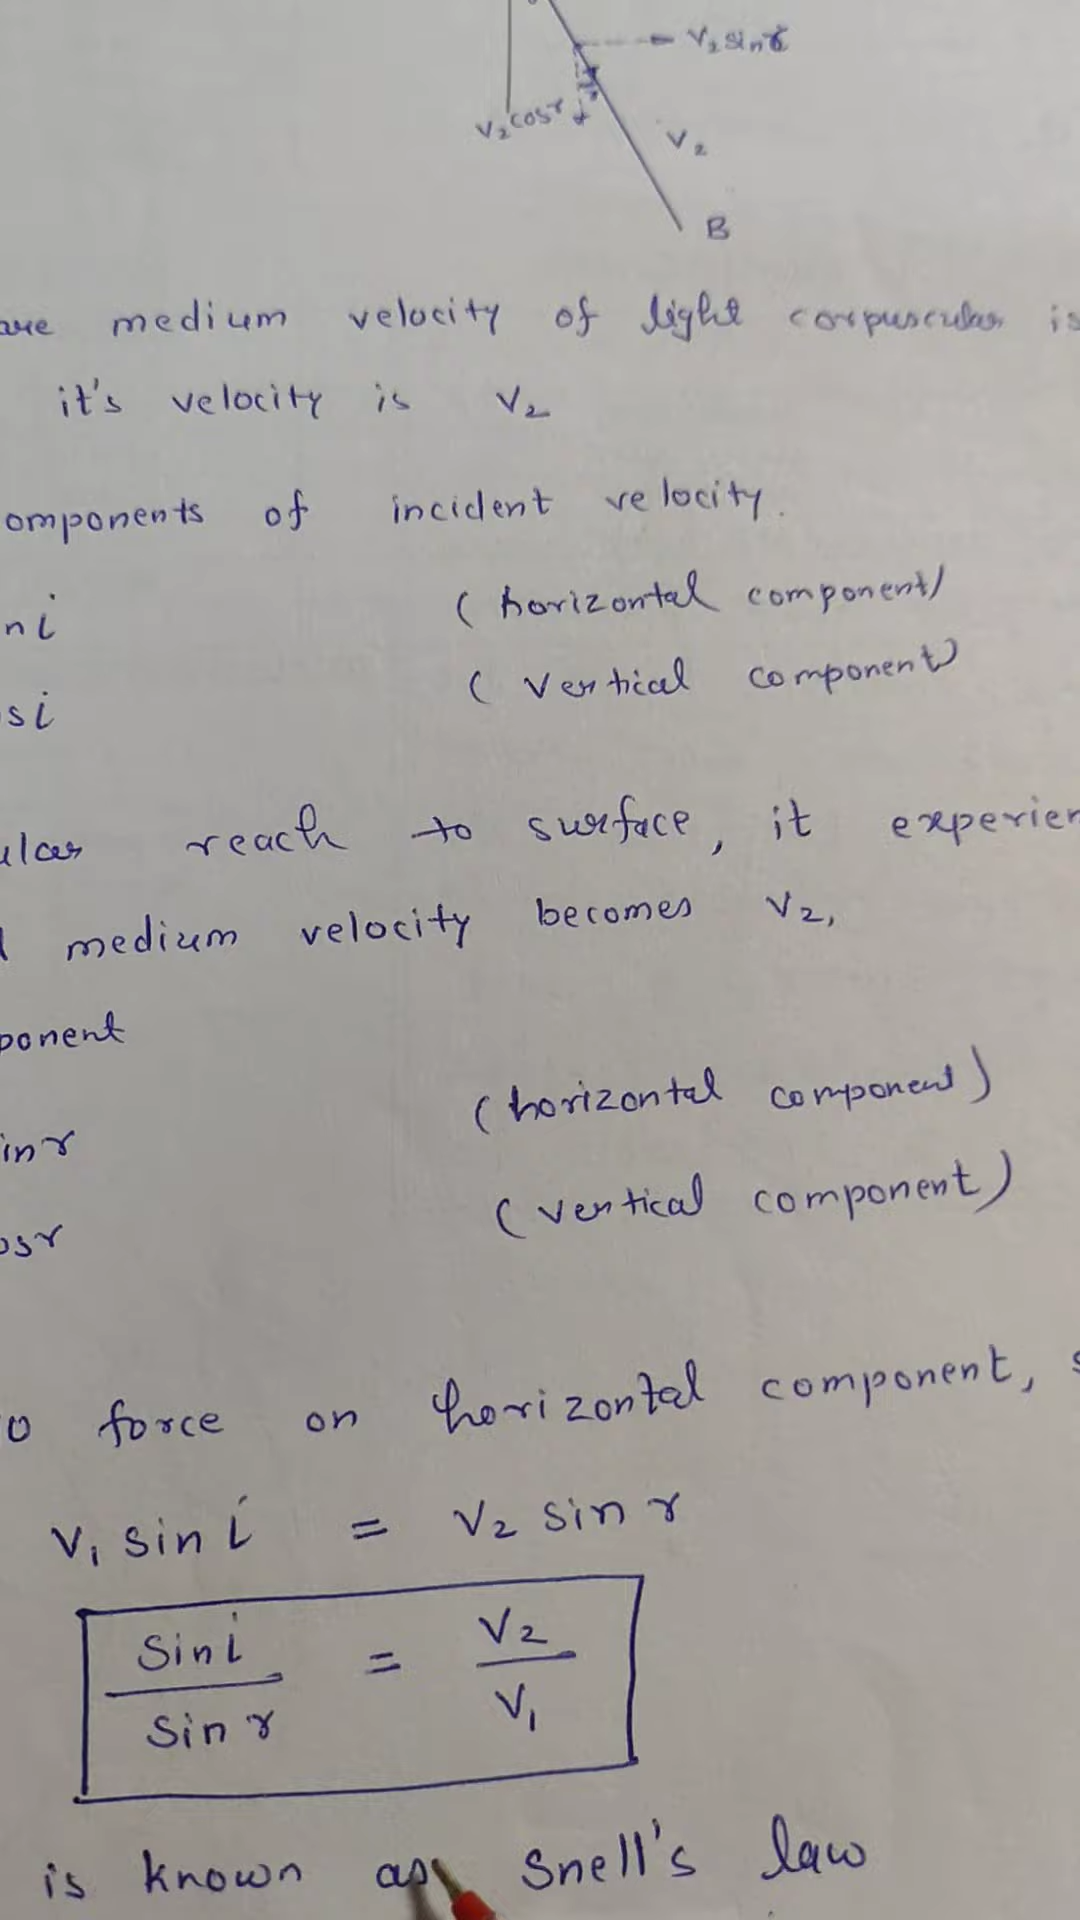 V₂ sin r
V₂ cos r
V₂
B
medium velocity of light corpuscular is
it's velocity is V₂
omponents of incident velocity.
ni (horizontal component)
si (vertical component)
reach to surface, it experien
medium velocity becomes V₂,
ponent
in r (horizontal component)
os r (vertical component)
o force on horizontal component, s
V₁ sin i = V₂ sin r
Sin i / Sin r = V₂ / V₁
is known as Snell's law